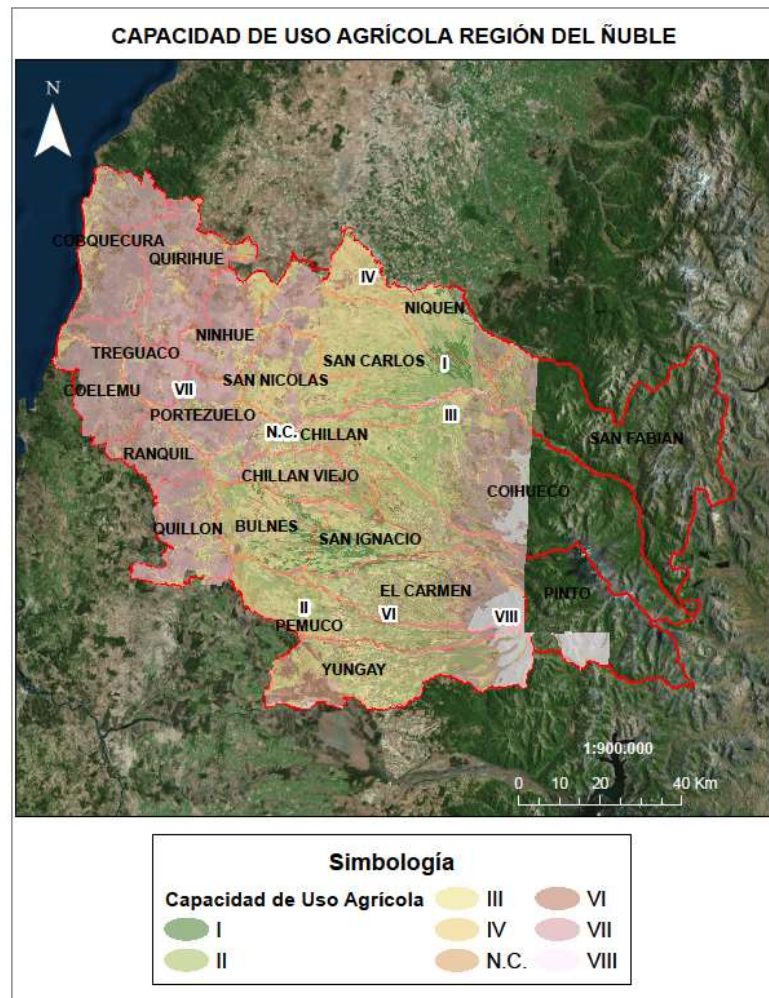 CAPACIDAD DE USO AGRÍCOLA REGIÓN DEL ÑUBLE
N
COBQUECURA
QUIRIHUE
IV
NIQUEN
NINHUE
TREGUACO
SAN CARLOS
I
COELEMU
VII
SAN NICOLAS
PORTEZUELO
III
N.C.
CHILLAN
SAN FABIAN
RANQUIL
CHILLAN VIEJO
COIHUECO
QUILLON
BULNES
SAN IGNACIO
EL CARMEN
PINTO
II
VI
VIII
PEMUCO
YUNGAY
1:900.000
0 10 20 40 Km
Simbología
Capacidad de Uso Agrícola
I
II
III
IV
N.C.
VI
VII
VIII